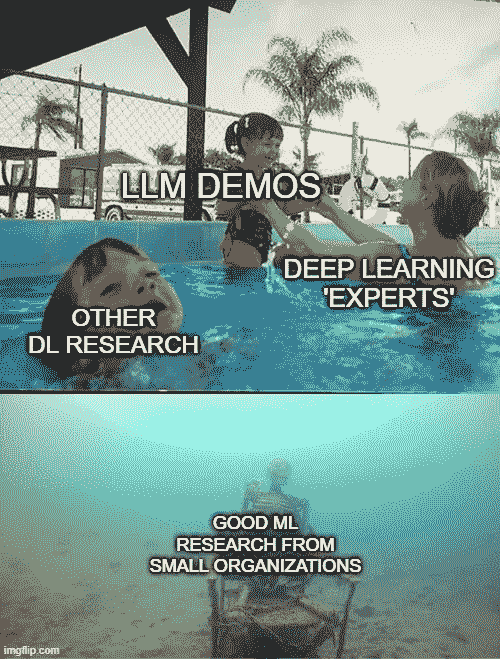 LLM DEMOS
DEEP LEARNING
'EXPERTS'
OTHER
DL RESEARCH
GOOD ML
RESEARCH FROM
SMALL ORGANIZATIONS
imgflip.com